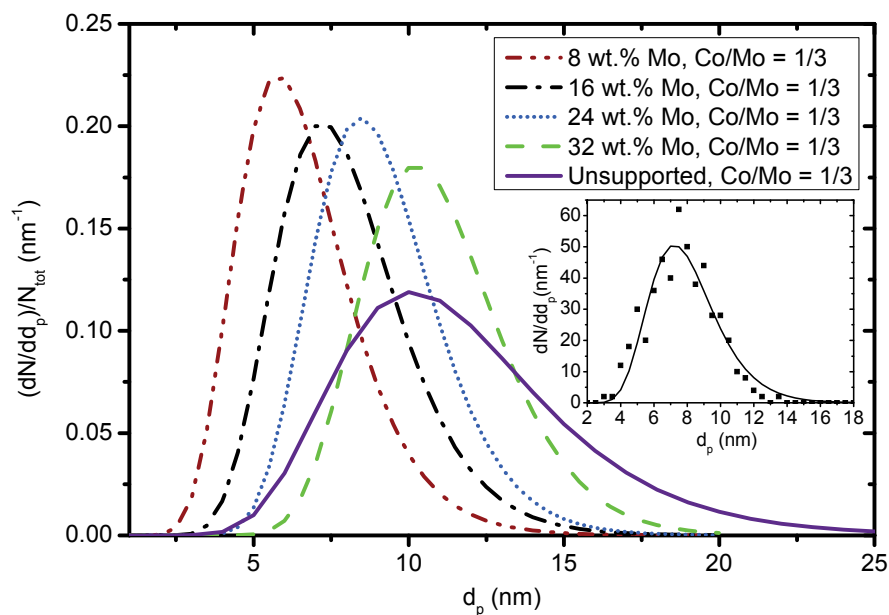 (dN/dd_p)/N_tot (nm^-1)
0.20
0.15
0.10
0.05
0.00
5
10
15
20
25
d_p (nm)
8 wt.% Mo, Co/Mo = 1/3
16 wt.% Mo, Co/Mo = 1/3
24 wt.% Mo, Co/Mo = 1/3
32 wt.% Mo, Co/Mo = 1/3
Unsupported, Co/Mo = 1/3
dN/dd_p(nm^-1)
60
50
40
30
20
10
0
2
4
6
8
10
12
14
16
18
d_p (nm)